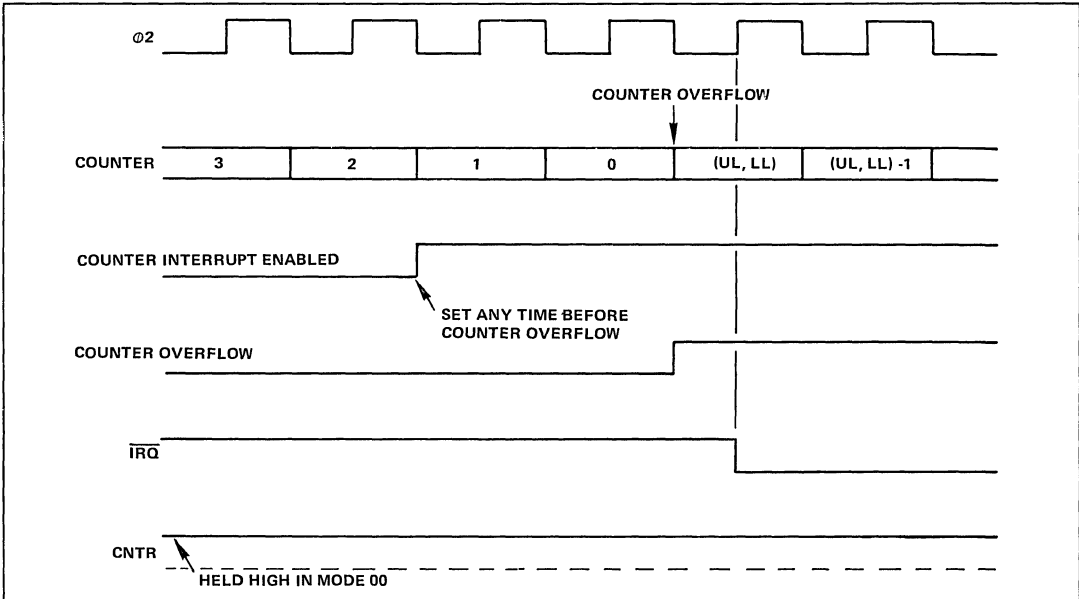 ∅2
COUNTER OVERFLOW
COUNTER 3 2 1 0 (UL, LL) (UL, LL) -1
COUNTER INTERRUPT ENABLED
SET ANY TIME BEFORE
COUNTER OVERFLOW
COUNTER OVERFLOW
IRQ
CNTR
HELD HIGH IN MODE 00